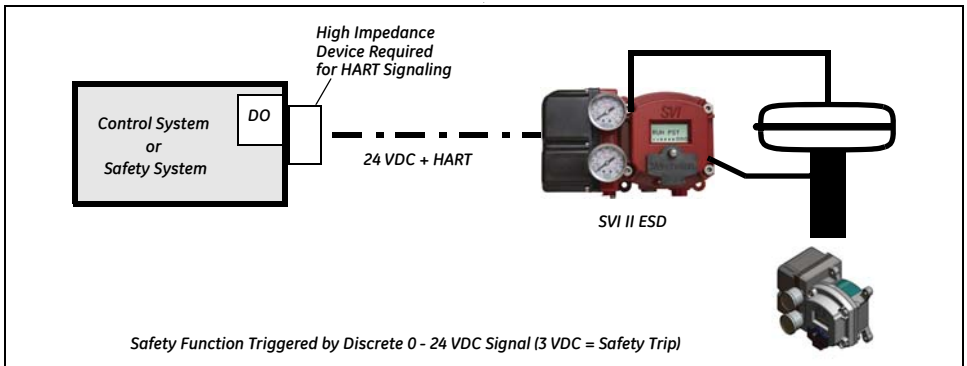 High Impedance
Device Required
for HART Signaling
Control System
or
Safety System
DO
24 VDC + HART
SVI
SVI II ESD
Safety Function Triggered by Discrete 0 - 24 VDC Signal (3 VDC = Safety Trip)